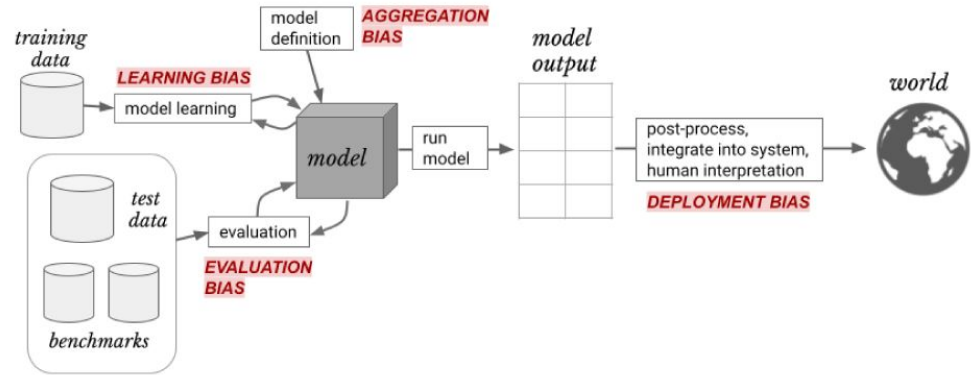 training
data
LEARNING BIAS
model learning
model
definition
AGGREGATION
BIAS
model
test
data
benchmarks
evaluation
EVALUATION
BIAS
run
model
model
output
post-process,
integrate into system,
human interpretation
DEPLOYMENT BIAS
world